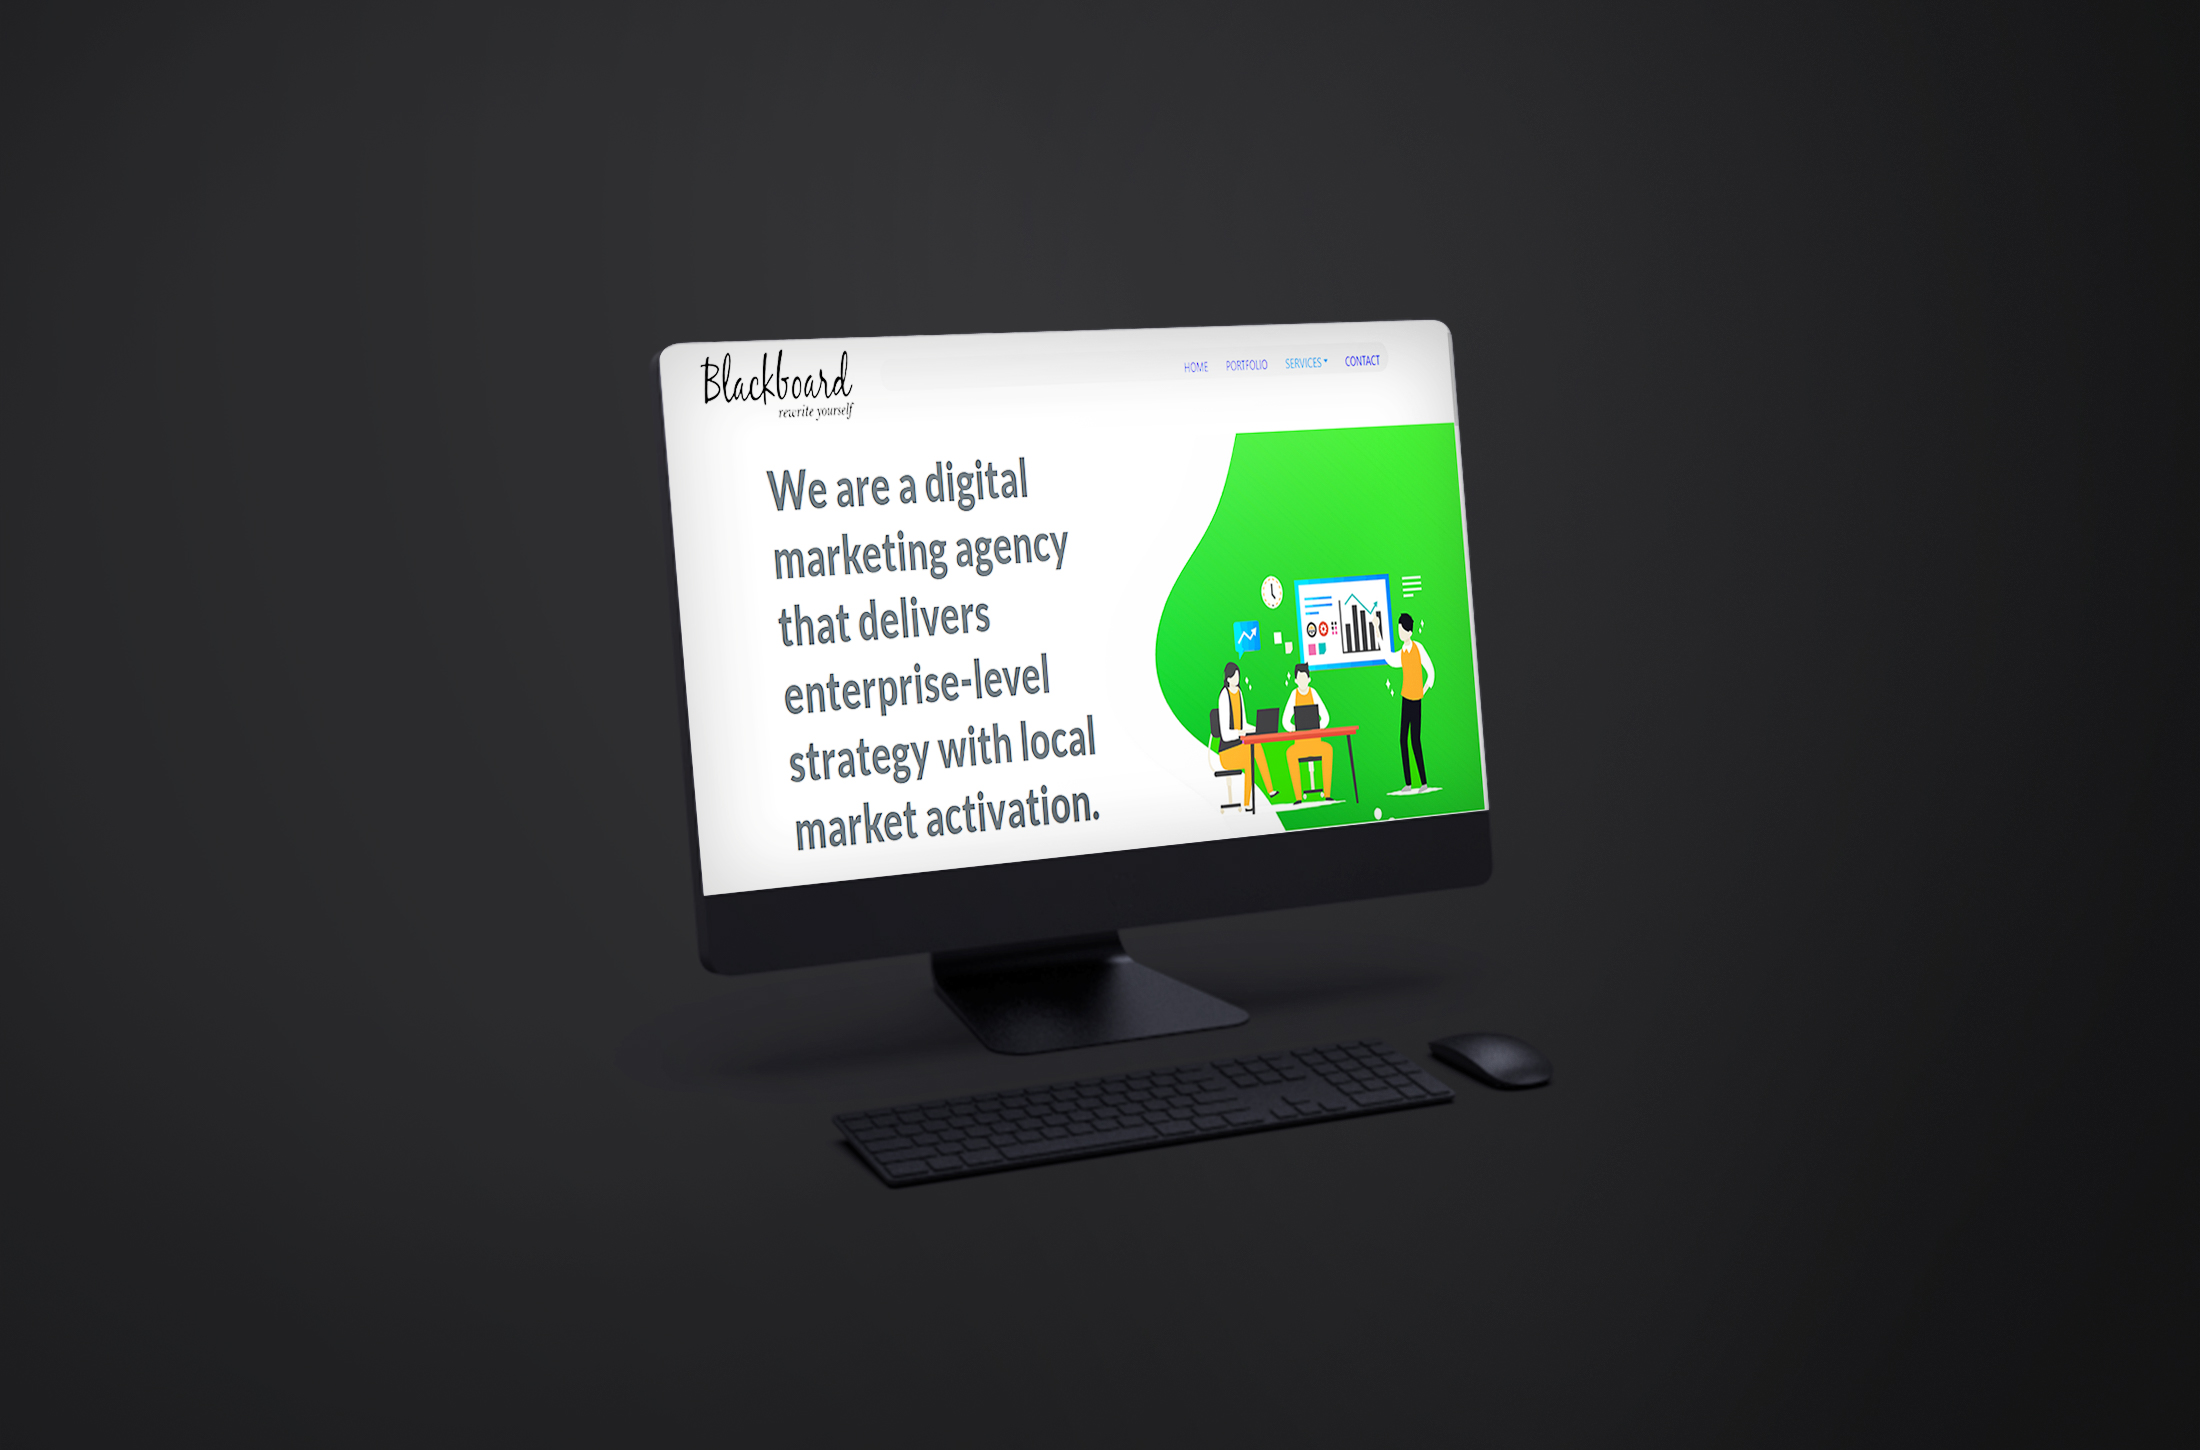 Blackboard
rewrite yourself
HOME PORTFOLIO SERVICES CONTACT
We are a digital
marketing agency
that delivers
enterprise-level
strategy with local
market activation.